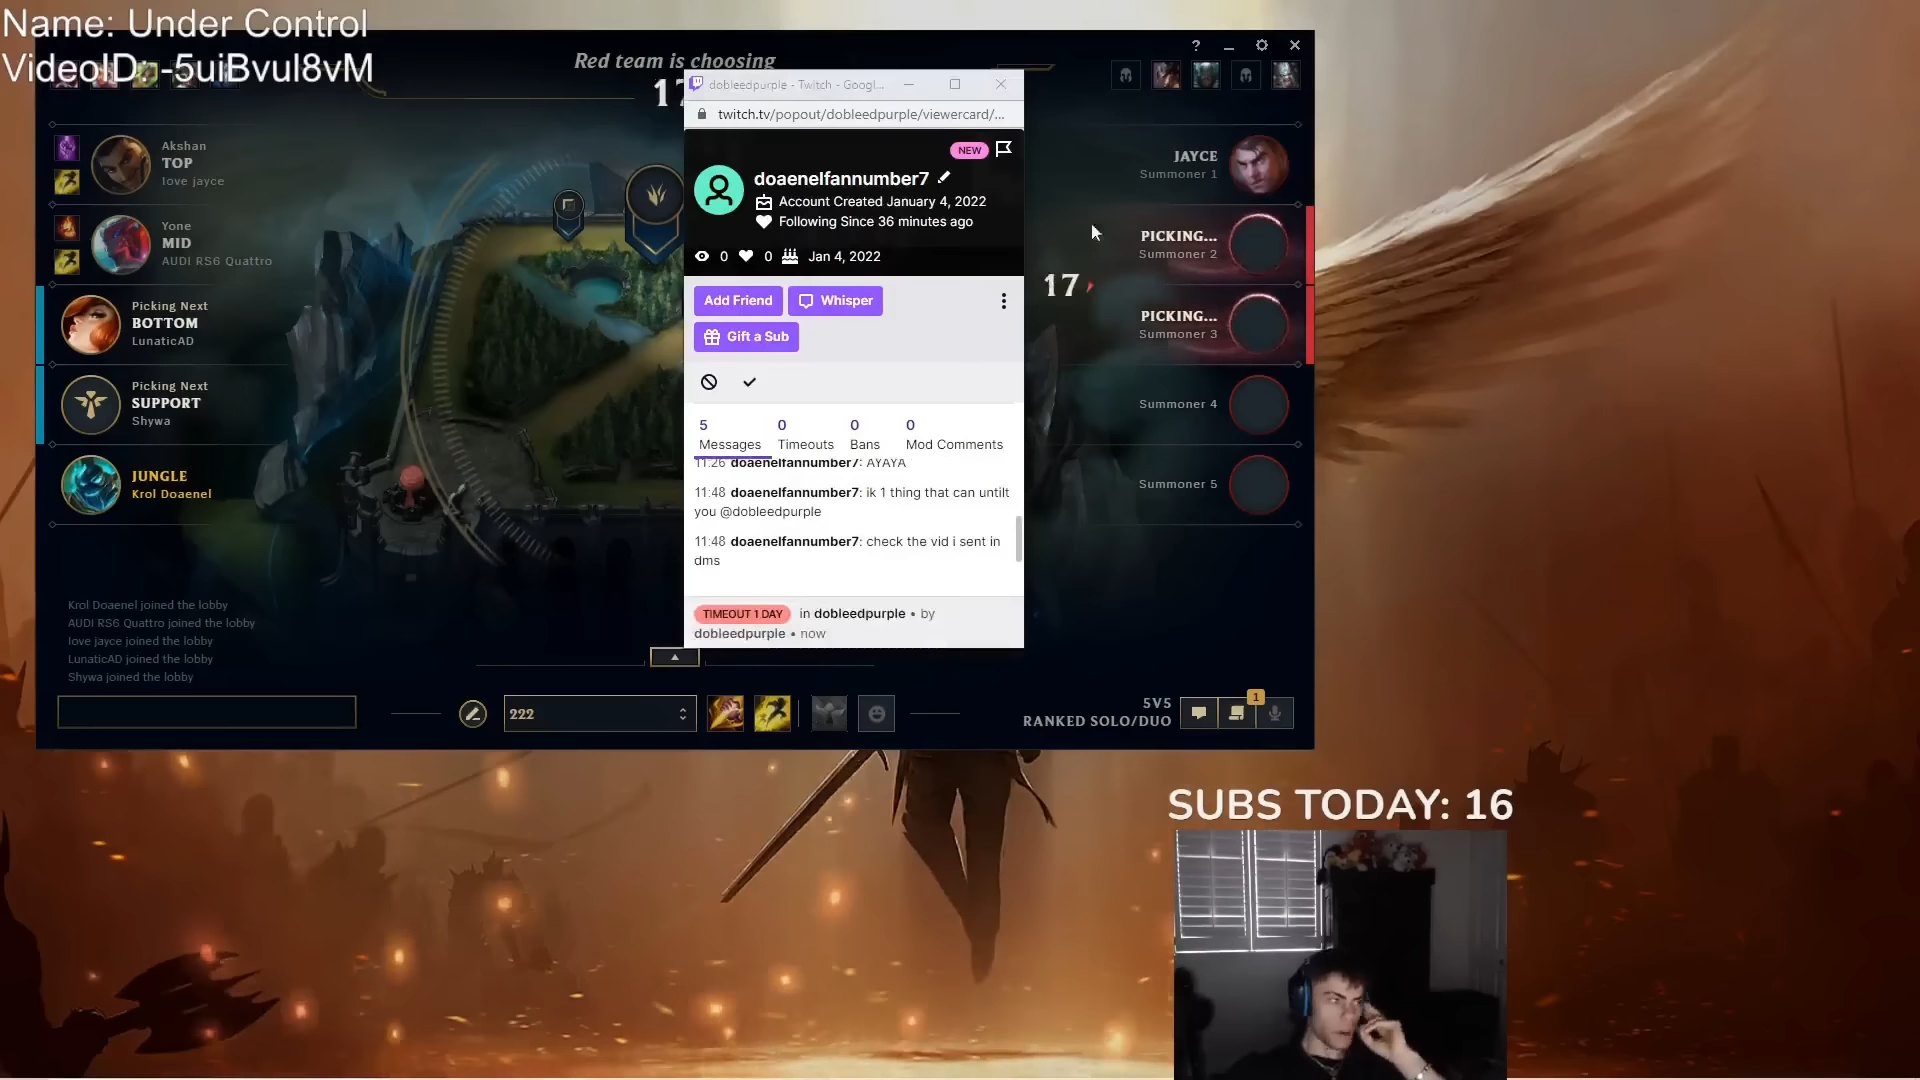 Name: Under Control
VideoID:-5uiBvul8vM
Red team is choosing
17
?
Akshan
TOP
love jayce
Yone
MID
AUDI RS6 Quattro
Picking Next
BOTTOM
LunaticAD
Picking Next
SUPPORT
Shywa
JUNGLE
Krol Doaenel
Krol Doaenel joined the lobby
AUDI RS6 Quattro joined the lobby
love jayce joined the lobby
LunaticAD joined the lobby
Shywa joined the lobby
dobleedpurple - Twitch - Googl...
twitch.tv/popout/dobleedpurple/viewercard/...
NEW
doaenelfannumber7
Account Created January 4, 2022
Following Since 36 minutes ago
0 0 Jan 4, 2022
Add Friend Whisper
Gift a Sub
5 0 0 0
Messages Timeouts Bans Mod Comments
11:26 doaenelfannumber7: AYAYA
11:48 doaenelfannumber7: ik 1 thing that can untilt
you @dobleedpurple
11:48 doaenelfannumber7: check the vid i sent in
dms
TIMEOUT 1 DAY in dobleedpurple • by
dobleedpurple • now
JAYCE
Summoner 1
PICKING...
Summoner 2
17
PICKING...
Summoner 3
Summoner 4
Summoner 5
222
5V5
RANKED SOLO/DUO
1
SUBS TODAY: 16